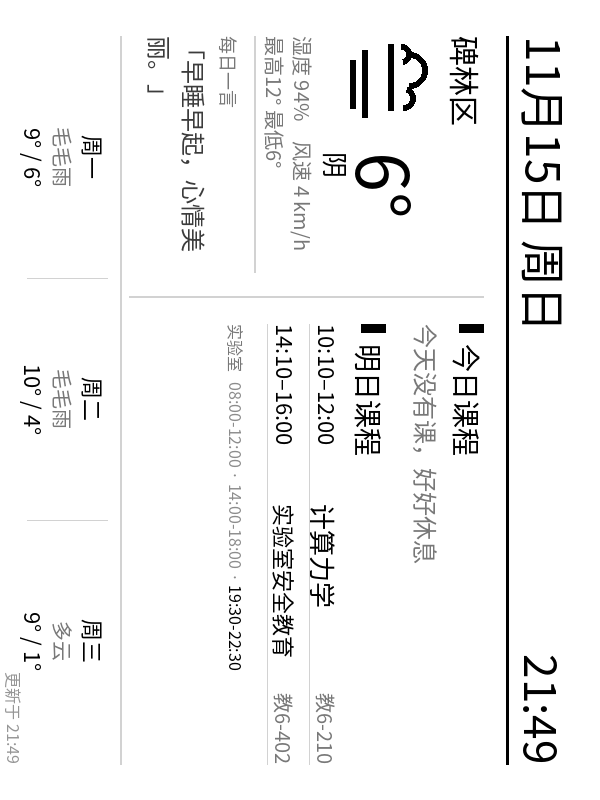 11月15日 周日
21:49
碑林区
6°
阴
湿度 94% 风速 4 km/h
最高12° 最低6°
每日一言
「早睡早起，心情美
丽。」
今日课程
今天没有课，好好休息
明日课程
10:10–12:00 计算力学 教6-210
14:10–16:00 实验室安全教育 教6-402
实验室 08:00-12:00 · 14:00-18:00 · 19:30-22:30
周一
毛毛雨
9° / 6°
周二
毛毛雨
10° / 4°
周三
多云
9° / 1°
更新于 21:49